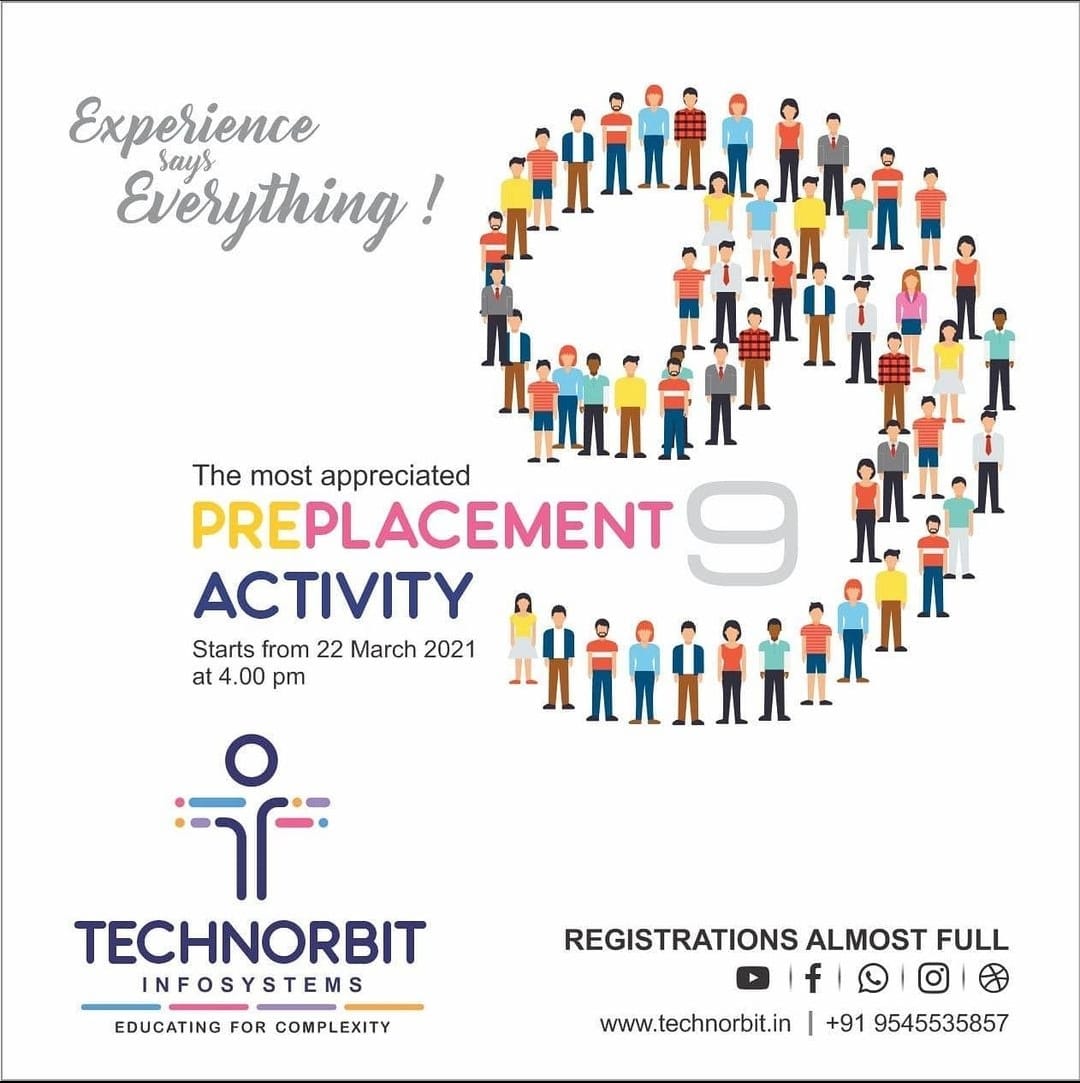 Experience
says
Everything !
The most appreciated
PREPLACEMENT 9
ACTIVITY
Starts from 22 March 2021
at 4.00 pm
TECHNORBIT
INFOSYSTEMS
EDUCATING FOR COMPLEXITY
REGISTRATIONS ALMOST FULL
www.technorbit.in | +91 9545535857